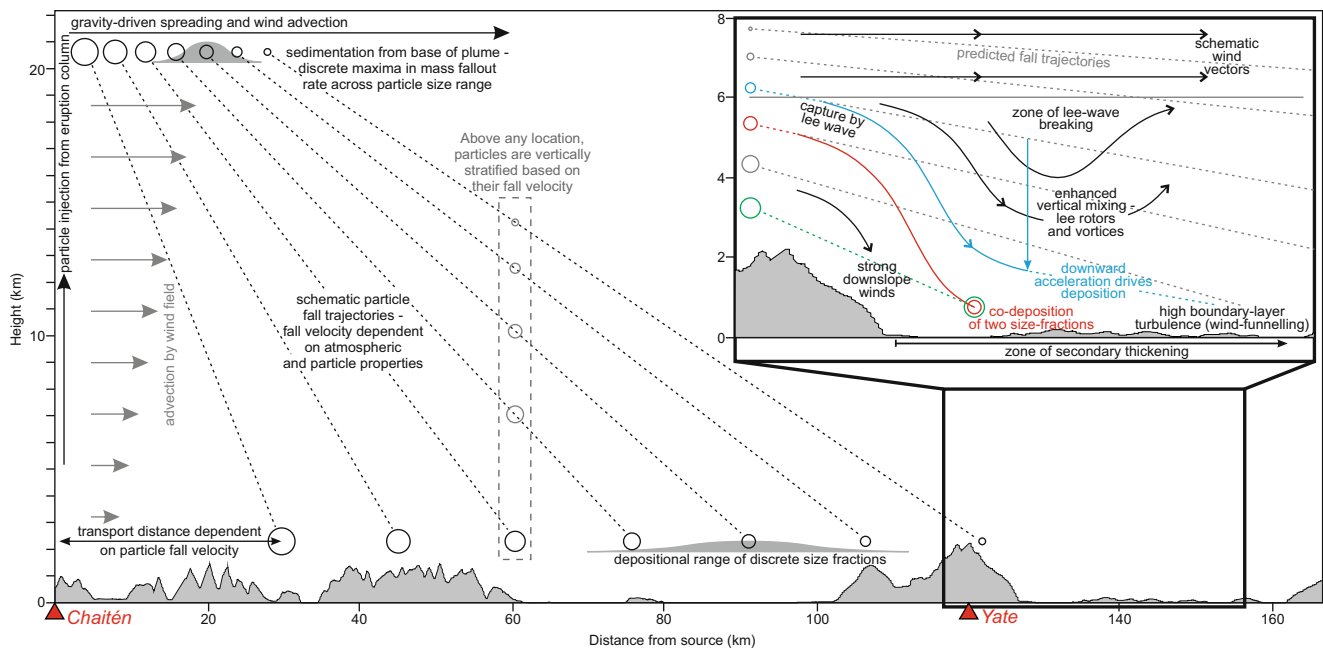 gravity-driven spreading and wind advection
sedimentation from base of plume -
discrete maxima in mass fallout
rate across particle size range
particle injection from eruption column
Height (km)
20
10
0
advection by wind field
Above any location,
particles are vertically
stratified based on
their fall velocity
schematic particle
fall trajectories -
fall velocity dependent
on atmospheric
and particle properties
transport distance dependent
on particle fall velocity
depositional range of discrete size fractions
Chaitén
20
40
60
80
100
Yate
140
160
Distance from source (km)
8
6
4
2
0
schematic
wind
vectors
predicted fall trajectories
capture by
lee wave
zone of lee-wave
breaking
enhanced
vertical mixing -
lee rotors
and vortices
strong
downslope
winds
downward
acceleration drives
deposition
co-deposition
of two size-fractions
high boundary-layer
turbulence (wind-funnelling)
zone of secondary thickening